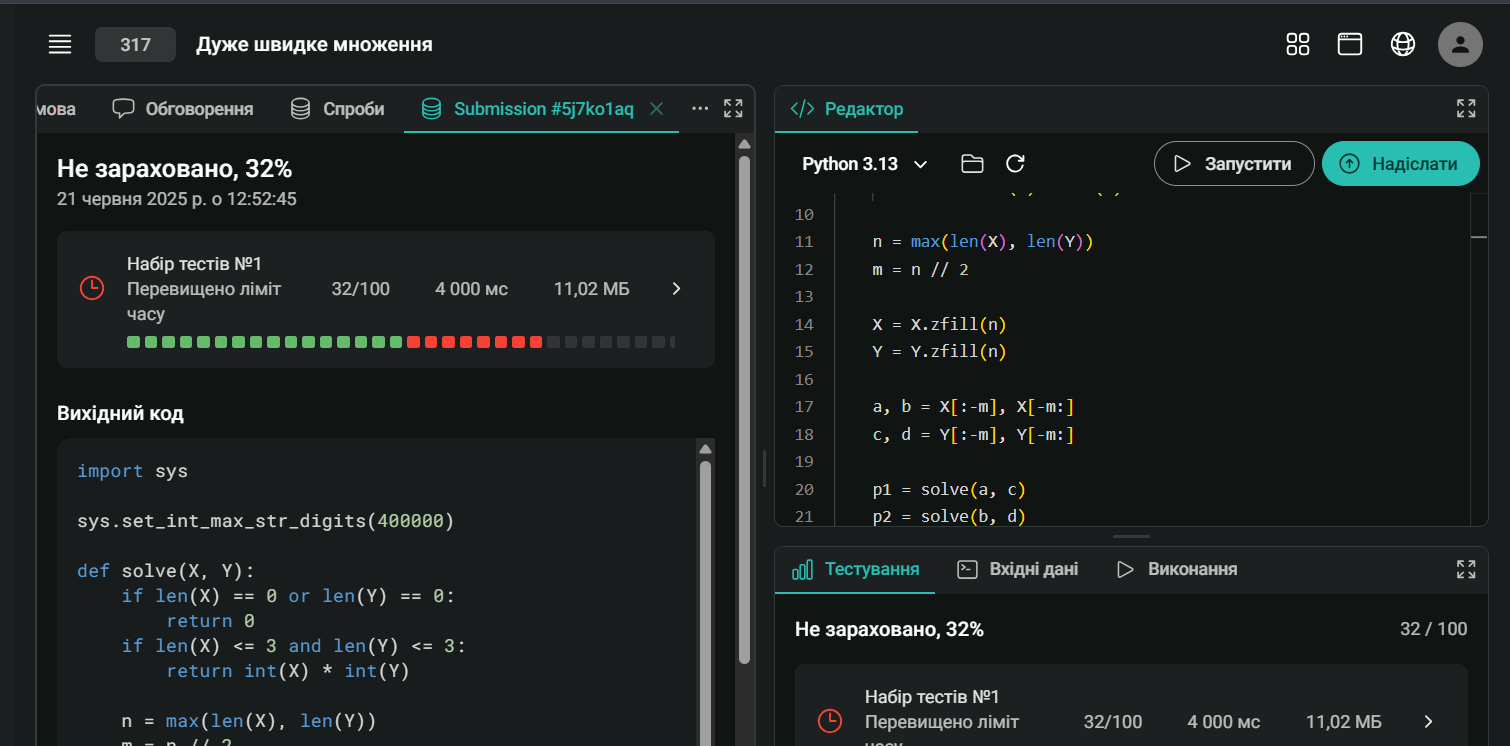 317 Дуже швидке множення
мова Обговорення Спроби Submission #5j7ko1aq
Не зараховано, 32%
21 червня 2025 р. о 12:52:45
Набір тестів №1
Перевищено ліміт часу 32/100 4 000 мс 11,02 МБ
Вихідний код
import sys
sys.set_int_max_str_digits(400000)
def solve(X, Y):
    if len(X) == 0 or len(Y) == 0:
        return 0
    if len(X) <= 3 and len(Y) <= 3:
        return int(X) * int(Y)
    n = max(len(X), len(Y))
    m = n // 2
</> Редактор
Python 3.13 Запустити Надіслати
10
11 n = max(len(X), len(Y))
12 m = n // 2
13
14 X = X.zfill(n)
15 Y = Y.zfill(n)
16
17 a, b = X[:-m], X[-m:]
18 c, d = Y[:-m], Y[-m:]
19
20 p1 = solve(a, c)
21 p2 = solve(b, d)
Тестування Вхідні дані Виконання
Не зараховано, 32% 32 / 100
Набір тестів №1
Перевищено ліміт часу 32/100 4 000 мс 11,02 МБ